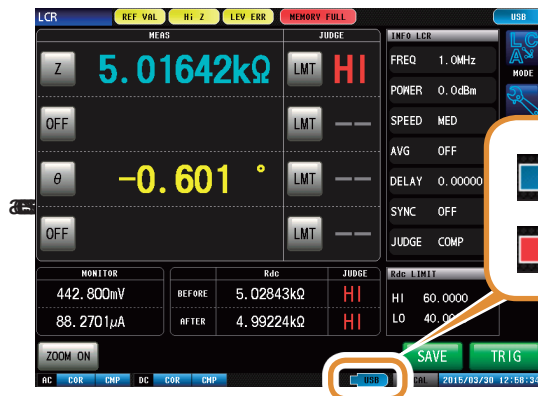 LCR REF VAL Hi Z LEV ERR MEMORY FULL USB
MEAS JUDGE INFO LCR
Z 5.01642kΩ LMT HI
FREQ 1.0MHz
POWER 0.0dBm
MODE
OFF LMT --
SPEED MED
AVG OFF
θ -0.601 ° LMT --
DELAY 0.00000
SYNC OFF
OFF LMT --
JUDGE COMP
MONITOR Rdc JUDGE Rdc LIMIT
442.800mV BEFORE 5.02843kΩ HI HI 60.0000
88.2701μA AFTER 4.99224kΩ HI LO 40.
ZOOM ON SAVE TRIG
AC COR CMP DC COR CMP USB CAL 2015/03/30 12:58:34